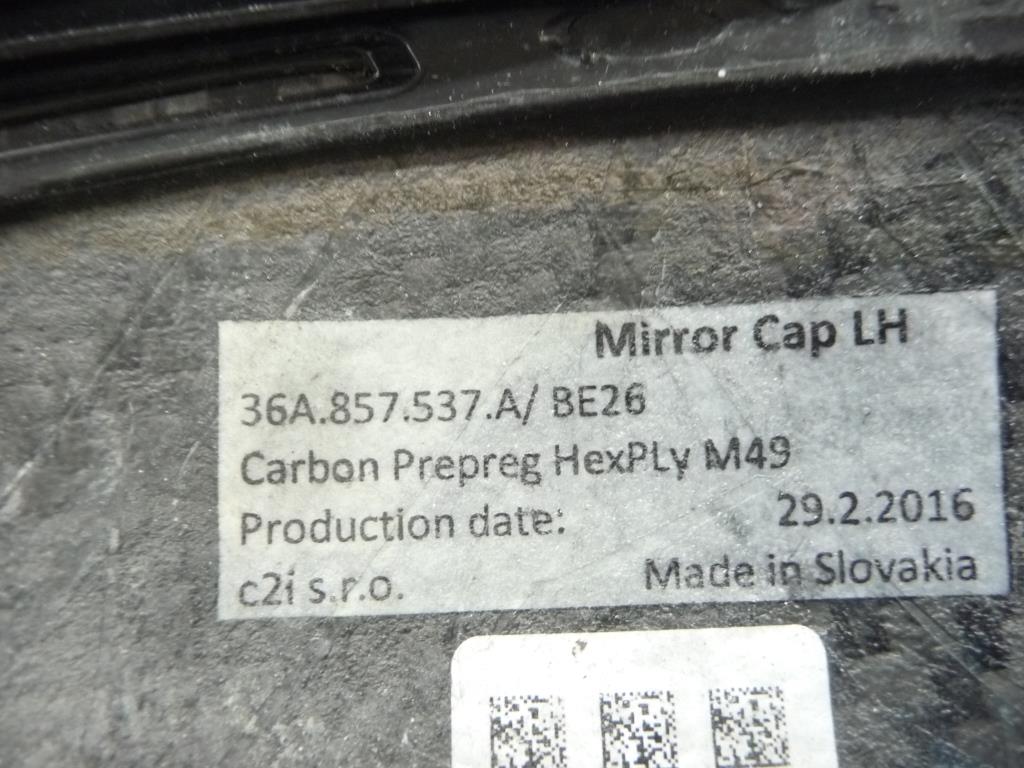 Mirror Cap LH
36A.857.537.A/ BE26
Carbon Prepreg HexPLy M49
Production date: 29.2.2016
c2i s.r.o. Made in Slovakia